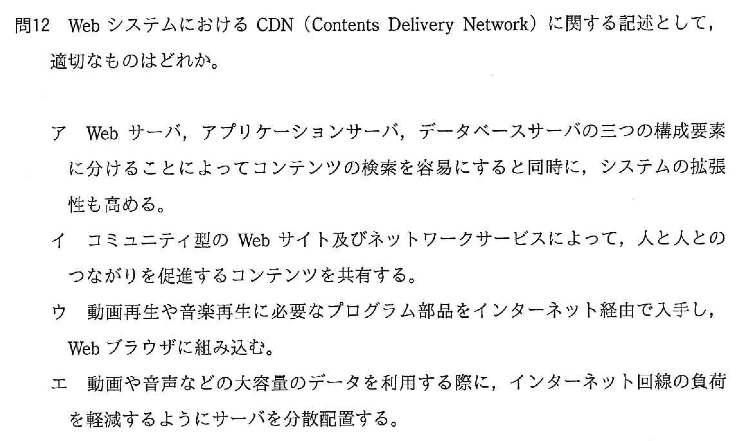 問12 Web システムにおける CDN（Contents Delivery Network）に関する記述として，
適切なものはどれか。
ア Web サーバ，アプリケーションサーバ，データベースサーバの三つの構成要素
に分けることによってコンテンツの検索を容易にすると同時に，システムの拡張
性も高める。
イ コミュニティ型の Web サイト及びネットワークサービスによって，人と人との
つながりを促進するコンテンツを共有する。
ウ 動画再生や音楽再生に必要なプログラム部品をインターネット経由で入手し，
Web ブラウザに組み込む。
エ 動画や音声などの大容量のデータを利用する際に，インターネット回線の負荷
を軽減するようにサーバを分散配置する。